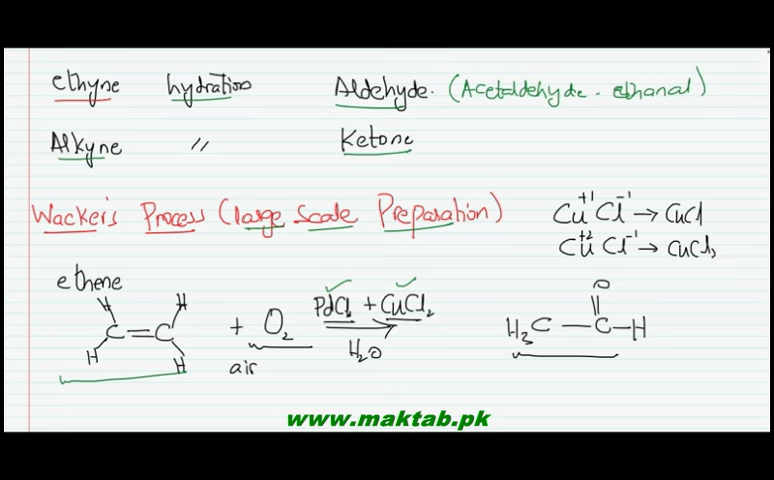 ethyne hydration Aldehyde. (Acetaldehyde - ethanal)
Alkyne " Ketone
Wacker's Process (large scale Preparation)
Cu⁺¹Cl⁻¹ → CuCl
Cu⁺²Cl⁻¹ → CuCl₂
ethene
H H
C=C
H H
+ O₂
air
PdCl₂ + CuCl₂
H₂O
O
H₃C — C — H
www.maktab.pk